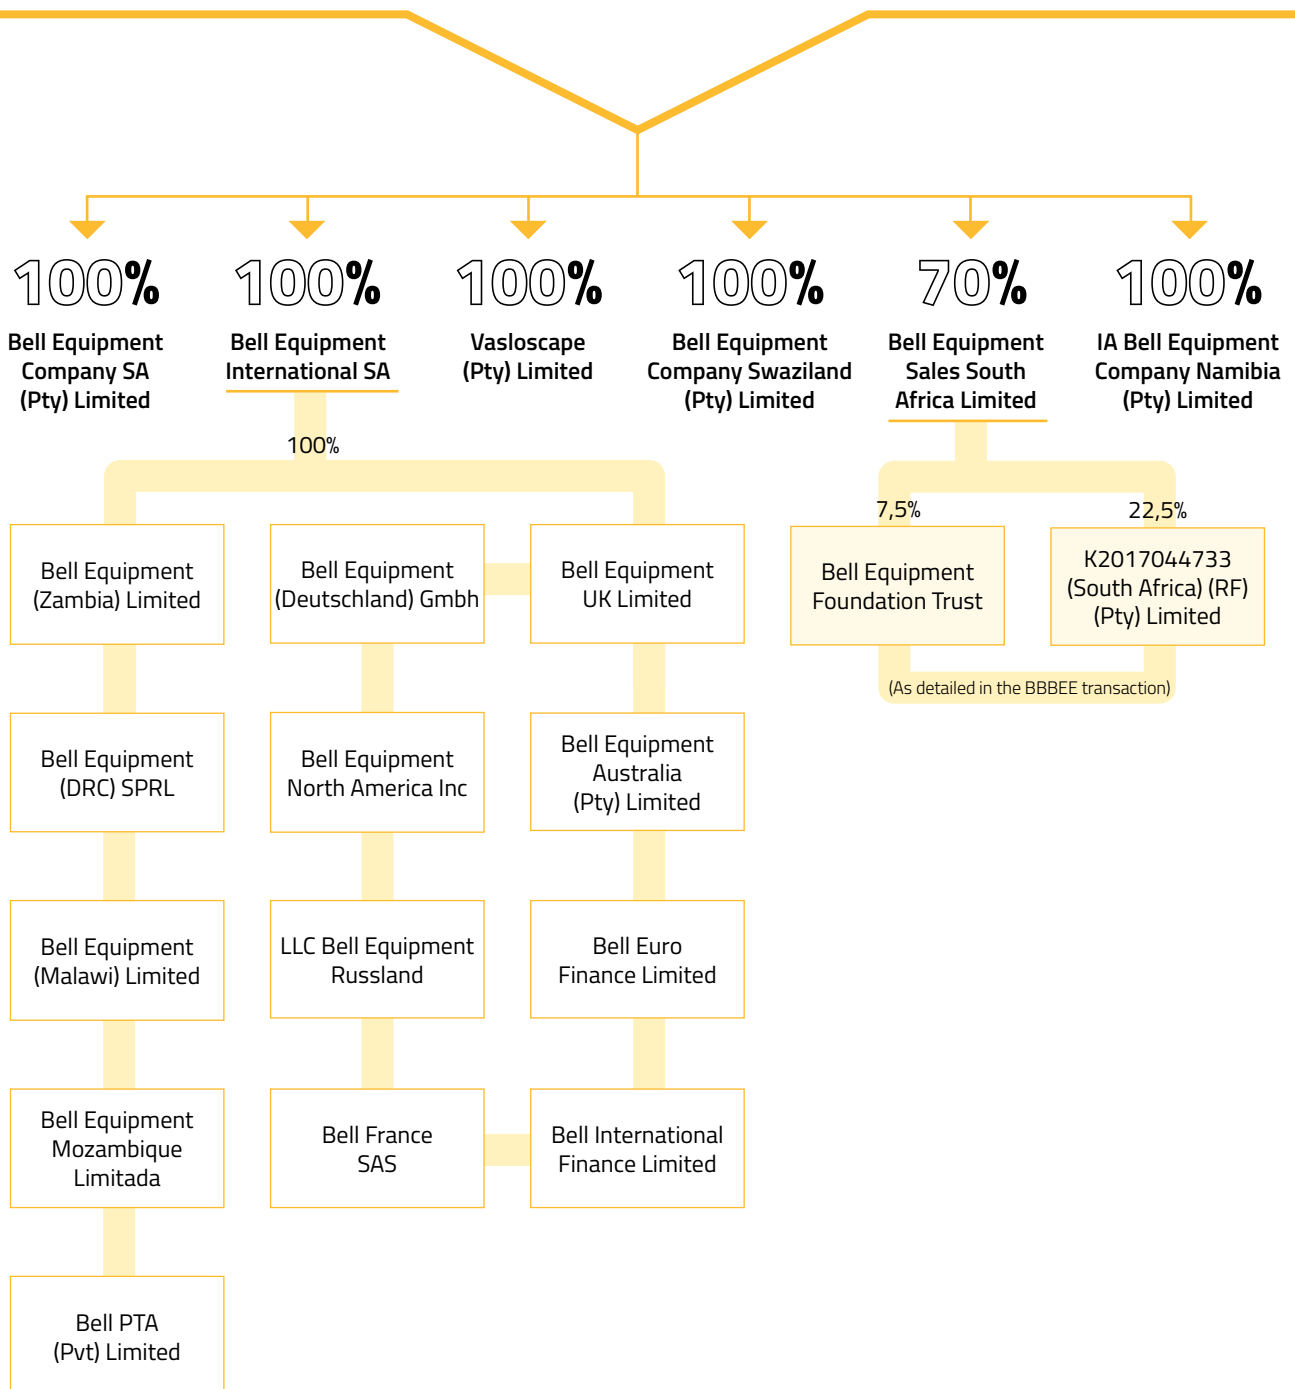 100%
Bell Equipment
Company SA
(Pty) Limited
100%
Bell Equipment
International SA
100%
Vasloscape
(Pty) Limited
100%
Bell Equipment
Company Swaziland
(Pty) Limited
70%
Bell Equipment
Sales South
Africa Limited
100%
IA Bell Equipment
Company Namibia
(Pty) Limited
100%
Bell Equipment
(Zambia) Limited
Bell Equipment
(Deutschland) Gmbh
Bell Equipment
UK Limited
7,5%
Bell Equipment
Foundation Trust
22,5%
K2017044733
(South Africa) (RF)
(Pty) Limited
(As detailed in the BBBEE transaction)
Bell Equipment
(DRC) SPRL
Bell Equipment
North America Inc
Bell Equipment
Australia
(Pty) Limited
Bell Equipment
(Malawi) Limited
LLC Bell Equipment
Russland
Bell Euro
Finance Limited
Bell Equipment
Mozambique
Limitada
Bell France
SAS
Bell International
Finance Limited
Bell PTA
(Pvt) Limited